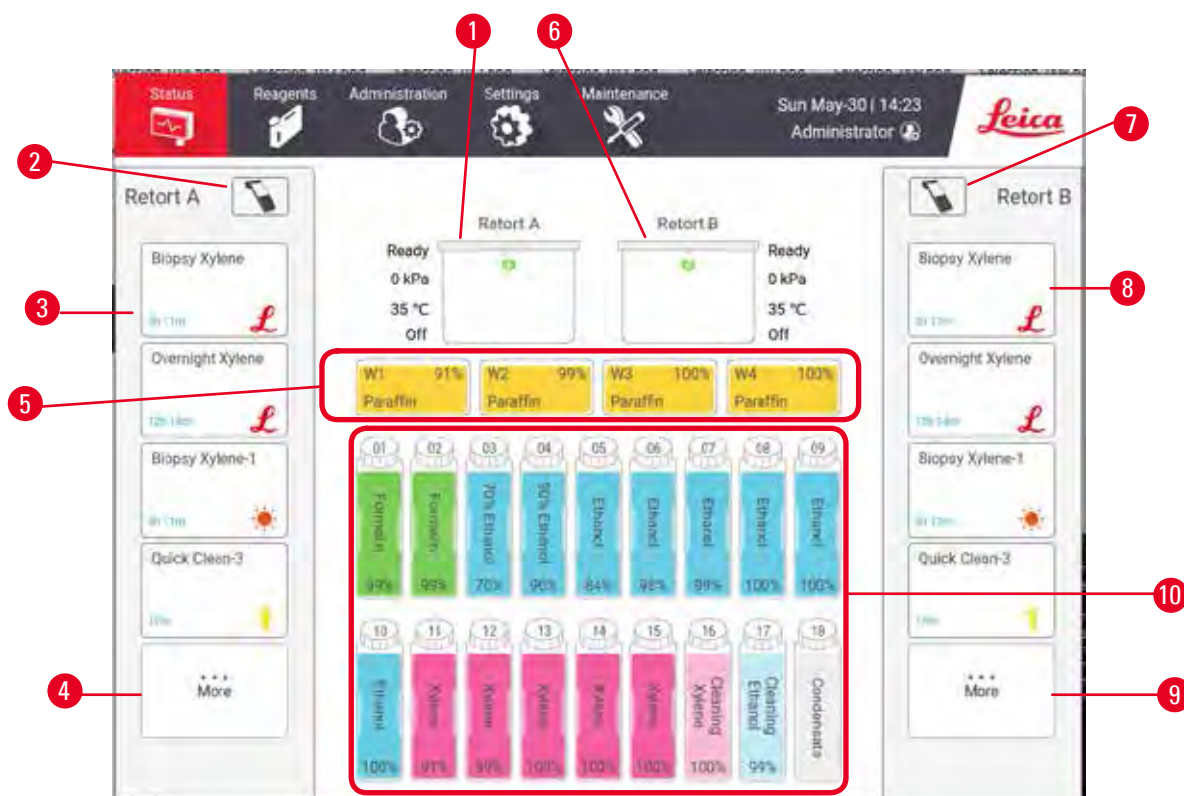 1
6
Status
Reagents
Administration
Settings
Maintenance
Sun May-30 | 14:23
Administrator
Leica
7
2
Retort A
Retort B
Retort A
Retort B
Ready
0 kPa
35 °C
Off
Ready
0 kPa
35 °C
Off
3
Biopsy Xylene
Overnight Xylene
Biopsy Xylene-1
Quick Clean-3
4
... More
5
W1 91%
Paraffin
W2 99%
Paraffin
W3 100%
Paraffin
W4 100%
Paraffin
01 02 03 04 05 06 07 08 09
Formalin
Formalin
70% Ethanol
90% Ethanol
Ethanol
Ethanol
Ethanol
Ethanol
Ethanol
99% 99% 70% 90% 84% 98% 99% 100% 100%
10 11 12 13 14 15 16 17 18
Ethanol
Xylene
Xylene
Xylene
Xylene
Xylene
Cleaning Xylene
Cleaning Ethanol
Condensate
100% 91% 99% 100% 100% 100% 100% 99%
8
Biopsy Xylene
Overnight Xylene
Biopsy Xylene-1
Quick Clean-3
10
9
... More